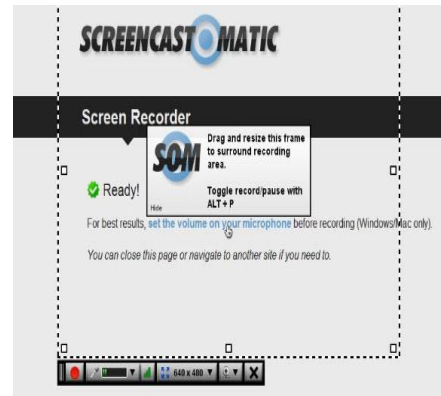 SCREENCAST O MATIC
Screen Recorder
SOM
Drag and resize this frame
to surround recording
area.
Toggle record/pause with
ALT + P
Hide
Ready!
For best results, set the volume on your microphone before recording (Windows/Mac only).
You can close this page or navigate to another site if you need to.
640 x 480